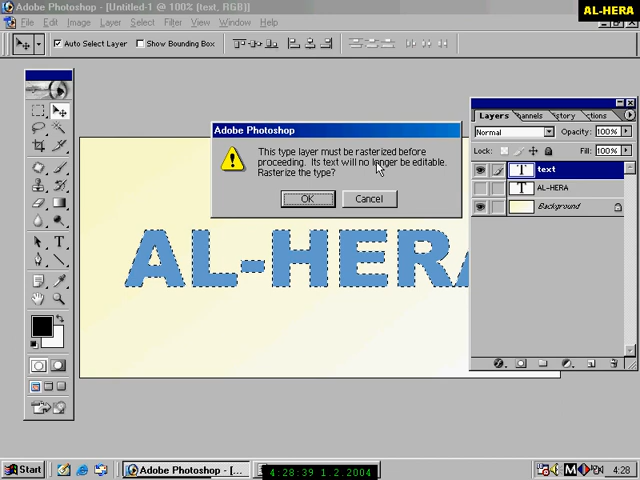 Adobe Photoshop - [Untitled-1 @ 100% (text, RGB)]
AL-HERA
File Edit Image Layer Select Filter View Window Help
Auto Select Layer Show Bounding Box
Layers
Normal Opacity: 100%
Lock: Fill: 100%
T text
T AL-HERA
Background
Adobe Photoshop
This type layer must be rasterized before
proceeding. Its text will no longer be editable.
Rasterize the type?
OK Cancel
AL-HERA
Start Adobe Photoshop - [... 4:28:39 1.2.2004 4:28